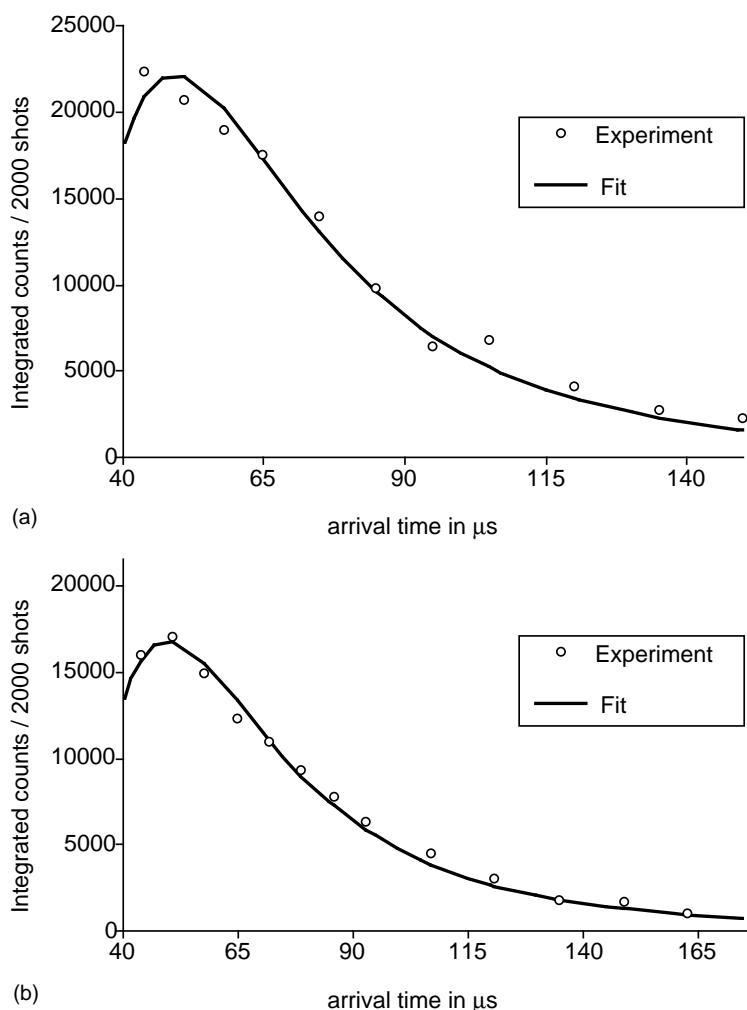 25000
20000
15000
10000
5000
0
Integrated counts / 2000 shots
Experiment
Fit
40 65 90 115 140
(a)
arrival time in μs
20000
15000
10000
5000
0
Integrated counts / 2000 shots
Experiment
Fit
40 65 90 115 140 165
(b)
arrival time in μs